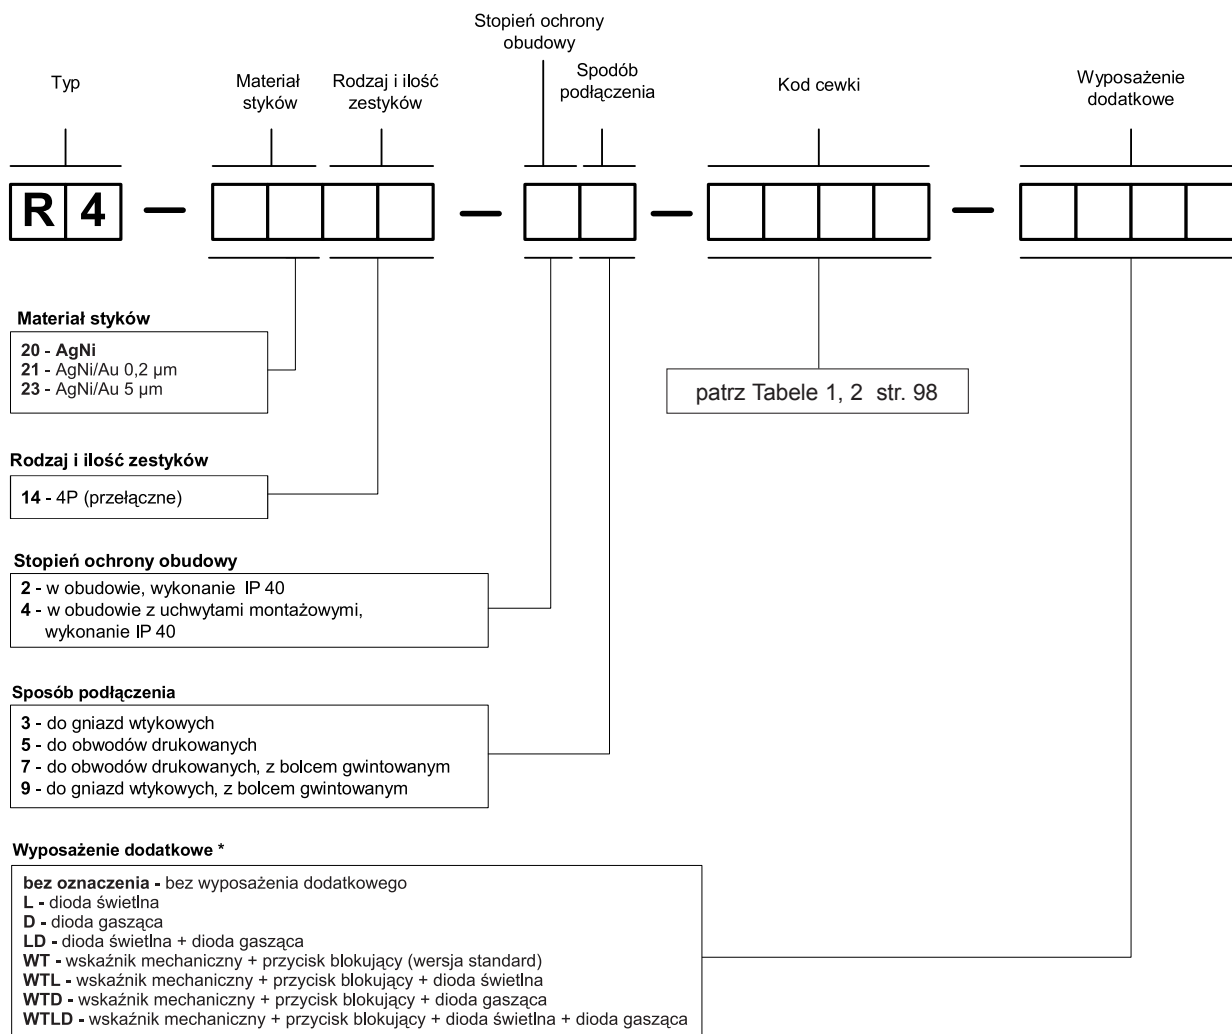 Stopień ochrony
obudowy
Typ
Materiał
styków
Rodzaj i ilość
zestyków
Spodób
podłączenia
Kod cewki
Wyposażenie
dodatkowe
R 4
Materiał styków
20 - AgNi
21 - AgNi/Au 0,2 µm
23 - AgNi/Au 5 µm
patrz Tabele 1, 2 str. 98
Rodzaj i ilość zestyków
14 - 4P (przełączne)
Stopień ochrony obudowy
2 - w obudowie, wykonanie IP 40
4 - w obudowie z uchwytami montażowymi,
wykonanie IP 40
Sposób podłączenia
3 - do gniazd wtykowych
5 - do obwodów drukowanych
7 - do obwodów drukowanych, z bolcem gwintowanym
9 - do gniazd wtykowych, z bolcem gwintowanym
Wyposażenie dodatkowe *
bez oznaczenia - bez wyposażenia dodatkowego
L - dioda świetlna
D - dioda gasząca
LD - dioda świetlna + dioda gasząca
WT - wskaźnik mechaniczny + przycisk blokujący (wersja standard)
WTL - wskaźnik mechaniczny + przycisk blokujący + dioda świetlna
WTD - wskaźnik mechaniczny + przycisk blokujący + dioda gasząca
WTLD - wskaźnik mechaniczny + przycisk blokujący + dioda świetlna + dioda gasząca